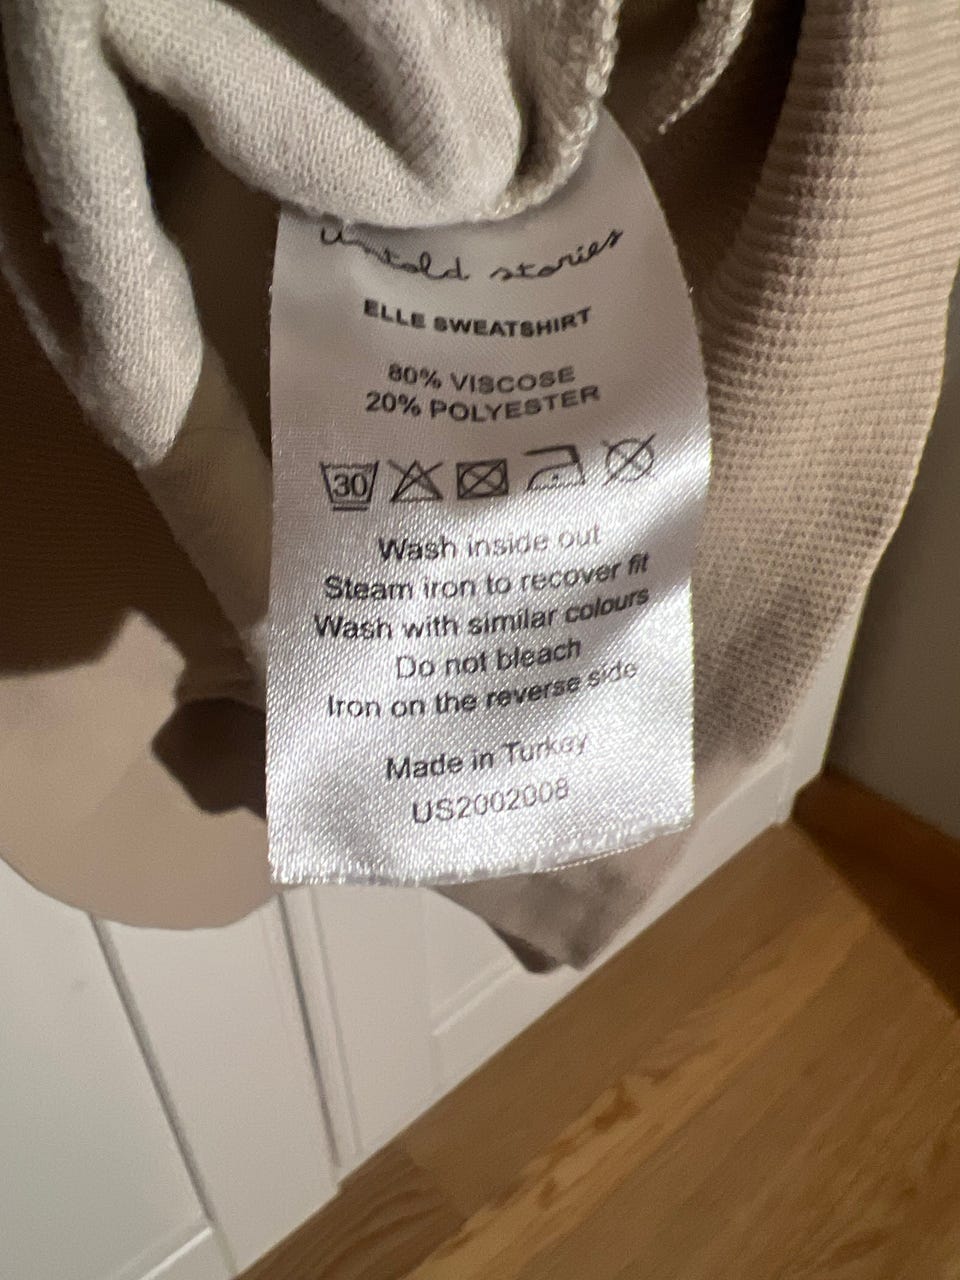 Untold stories
ELLE SWEATSHIRT
80% VISCOSE
20% POLYESTER
30
Wash inside out
Steam iron to recover fit
Wash with similar colours
Do not bleach
Iron on the reverse side
Made in Turkey
US2002008